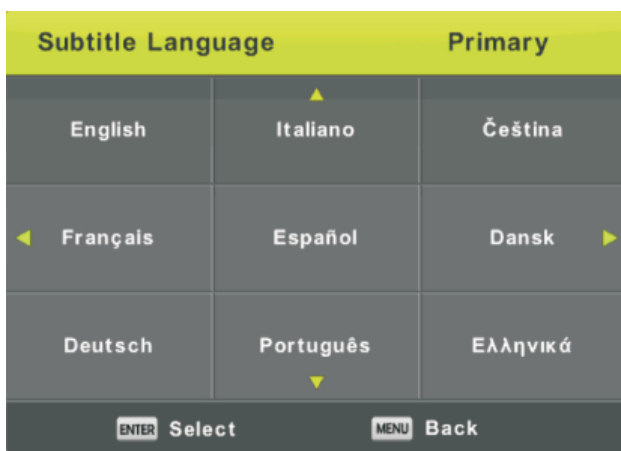 Subtitle Language Primary
English Italiano Čeština
Français Español Dansk
Deutsch Português Ελληνικά
ENTER Select MENU Back